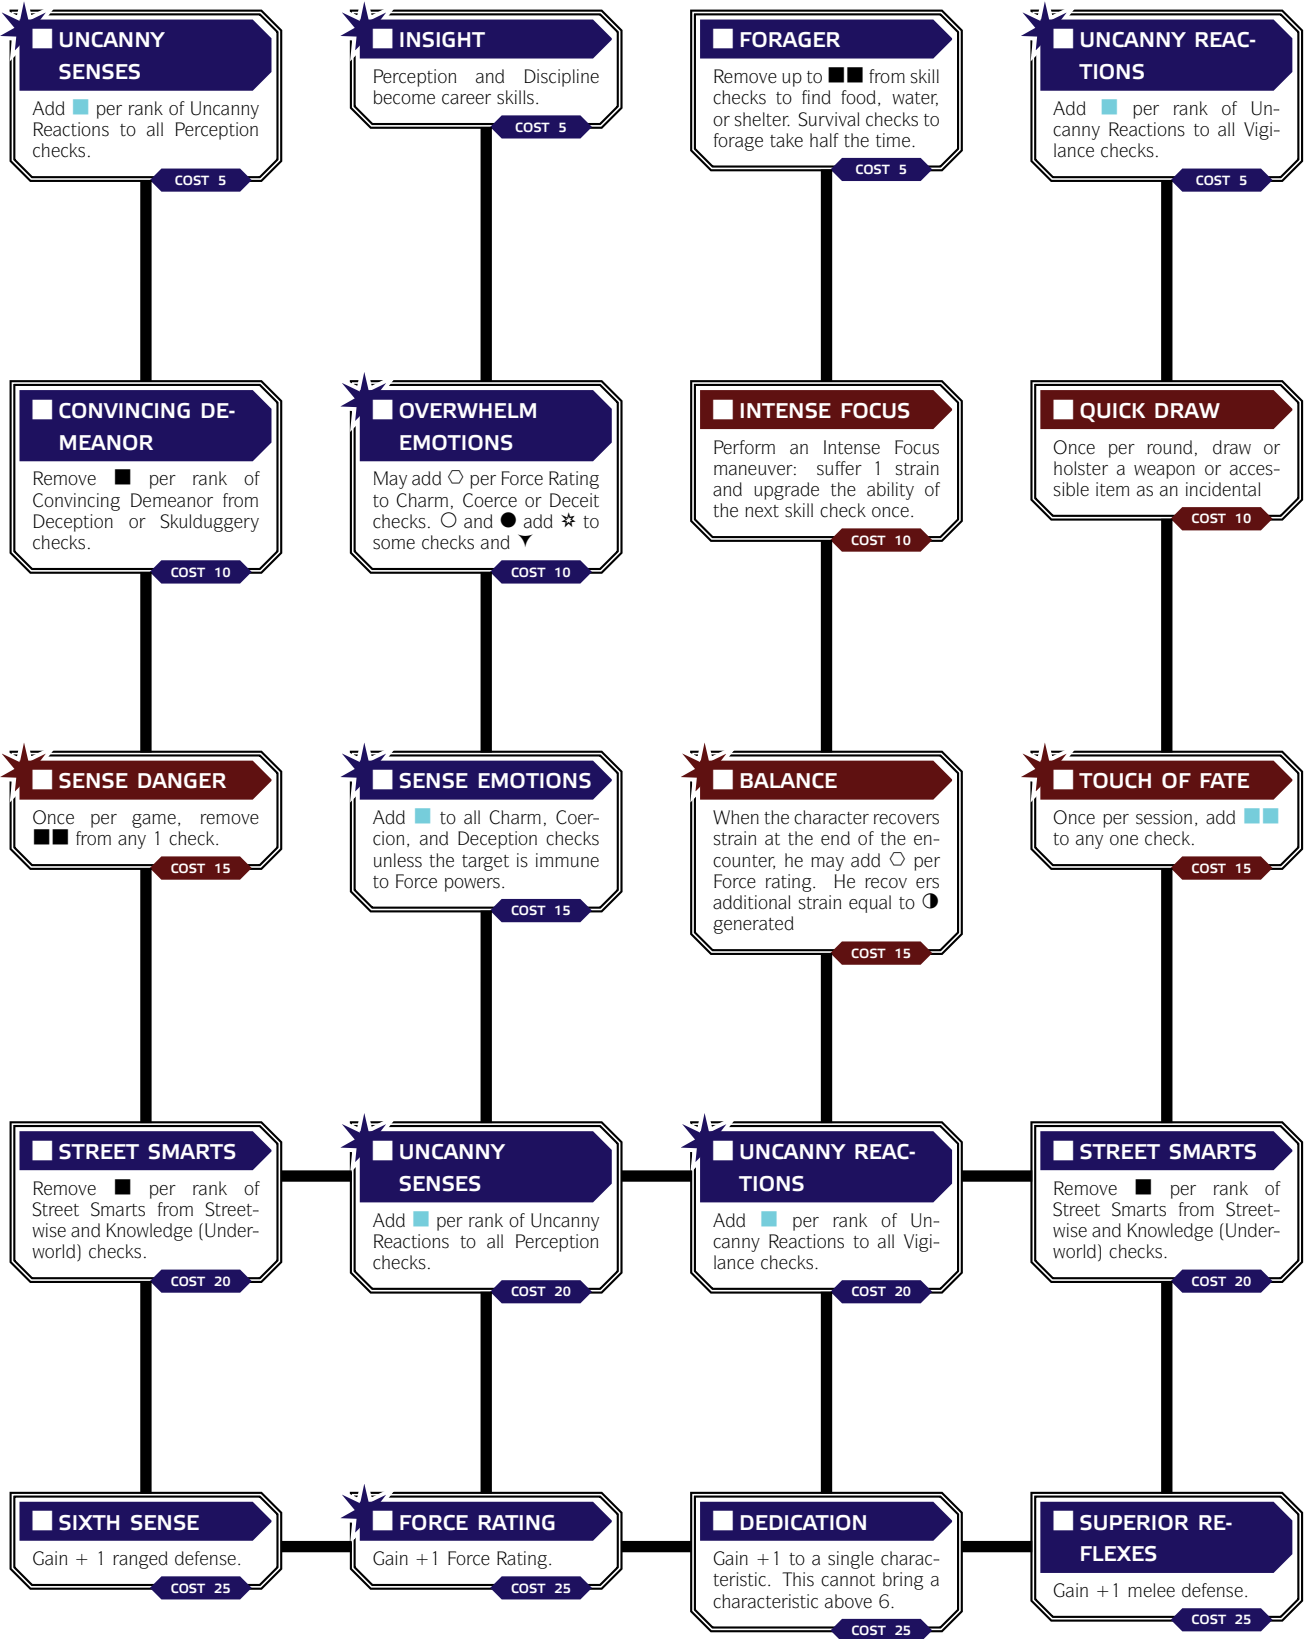 UNCANNY
SENSES
Add per rank of Uncanny
Reactions to all Perception
checks.
COST 5
INSIGHT
Perception and Discipline
become career skills.
COST 5
FORAGER
Remove up to from skill
checks to find food, water,
or shelter. Survival checks to
forage take half the time.
COST 5
UNCANNY REAC-
TIONS
Add per rank of Un-
canny Reactions to all Vigi-
lance checks.
COST 5
CONVINCING DE-
MEANOR
Remove per rank of
Convincing Demeanor from
Deception or Skulduggery
checks.
COST 10
OVERWHELM
EMOTIONS
May add per Force Rating
to Charm, Coerce or Deceit
checks. and add to
some checks and
COST 10
INTENSE FOCUS
Perform an Intense Focus
maneuver: suffer 1 strain
and upgrade the ability of
the next skill check once.
COST 10
QUICK DRAW
Once per round, draw or
holster a weapon or acces-
sible item as an incidental
COST 10
SENSE DANGER
Once per game, remove
from any 1 check.
COST 15
SENSE EMOTIONS
Add to all Charm, Coer-
cion, and Deception checks
unless the target is immune
to Force powers.
COST 15
BALANCE
When the character recovers
strain at the end of the en-
counter, he may add per
Force rating. He recov ers
additional strain equal to
generated
COST 15
TOUCH OF FATE
Once per session, add
to any one check.
COST 15
STREET SMARTS
Remove per rank of
Street Smarts from Street-
wise and Knowledge (Under-
world) checks.
COST 20
UNCANNY
SENSES
Add per rank of Uncanny
Reactions to all Perception
checks.
COST 20
UNCANNY REAC-
TIONS
Add per rank of Un-
canny Reactions to all Vigi-
lance checks.
COST 20
STREET SMARTS
Remove per rank of
Street Smarts from Street-
wise and Knowledge (Under-
world) checks.
COST 20
SIXTH SENSE
Gain + 1 ranged defense.
COST 25
FORCE RATING
Gain +1 Force Rating.
COST 25
DEDICATION
Gain +1 to a single charac-
teristic. This cannot bring a
characteristic above 6.
COST 25
SUPERIOR RE-
FLEXES
Gain +1 melee defense.
COST 25